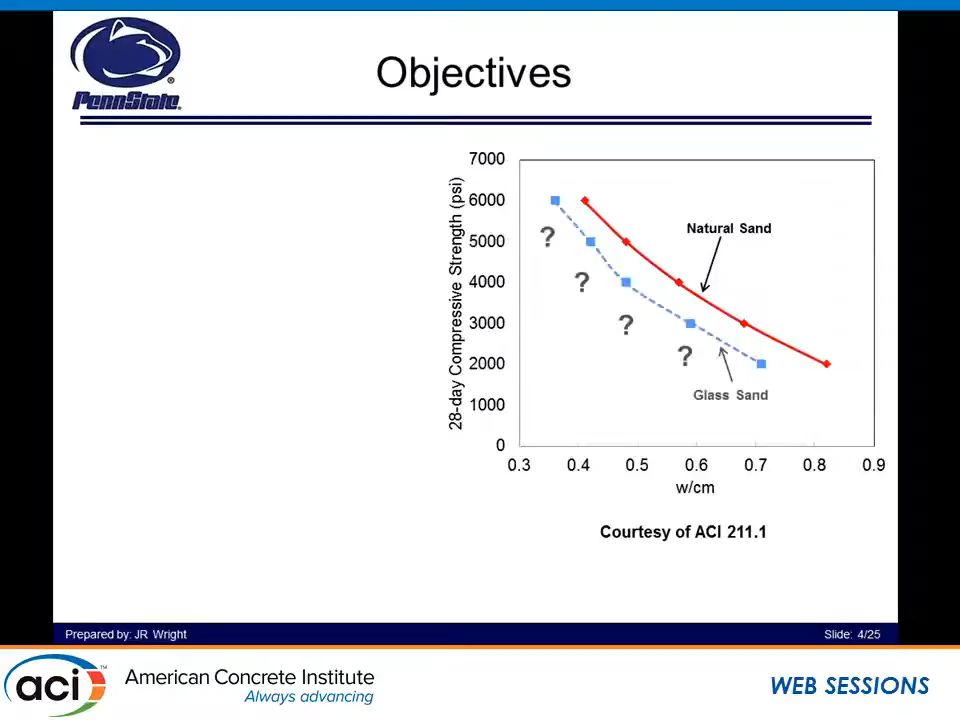 PennState
Objectives
28-day Compressive Strength (psi)
7000
6000
5000
4000
3000
2000
1000
0
Natural Sand
?
?
?
?
Glass Sand
0.3 0.4 0.5 0.6 0.7 0.8 0.9
w/cm
Courtesy of ACI 211.1
Prepared by: JR Wright
Slide: 4/25
aci™
American Concrete Institute
Always advancing
WEB SESSIONS